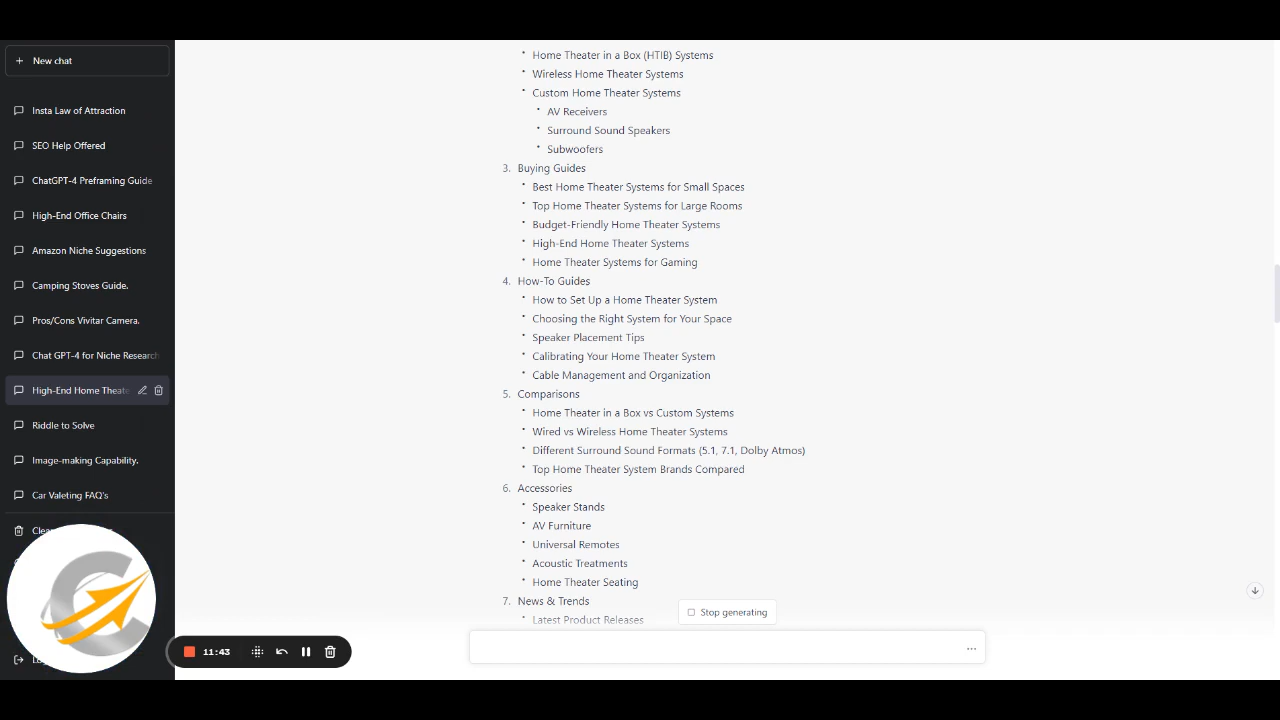 New chat
Insta Law of Attraction
SEO Help Offered
ChatGPT-4 Preframing Guide
High-End Office Chairs
Amazon Niche Suggestions
Camping Stoves Guide.
Pros/Cons Vivitar Camera.
Chat GPT-4 for Niche Research
High-End Home Theate
Riddle to Solve
Image-making Capability.
Car Valeting FAQ's
11:43
• Home Theater in a Box (HTIB) Systems
• Wireless Home Theater Systems
• Custom Home Theater Systems
• AV Receivers
• Surround Sound Speakers
• Subwoofers
3. Buying Guides
• Best Home Theater Systems for Small Spaces
• Top Home Theater Systems for Large Rooms
• Budget-Friendly Home Theater Systems
• High-End Home Theater Systems
• Home Theater Systems for Gaming
4. How-To Guides
• How to Set Up a Home Theater System
• Choosing the Right System for Your Space
• Speaker Placement Tips
• Calibrating Your Home Theater System
• Cable Management and Organization
5. Comparisons
• Home Theater in a Box vs Custom Systems
• Wired vs Wireless Home Theater Systems
• Different Surround Sound Formats (5.1, 7.1, Dolby Atmos)
• Top Home Theater System Brands Compared
6. Accessories
• Speaker Stands
• AV Furniture
• Universal Remotes
• Acoustic Treatments
• Home Theater Seating
7. News & Trends
• Latest Product Releases
Stop generating